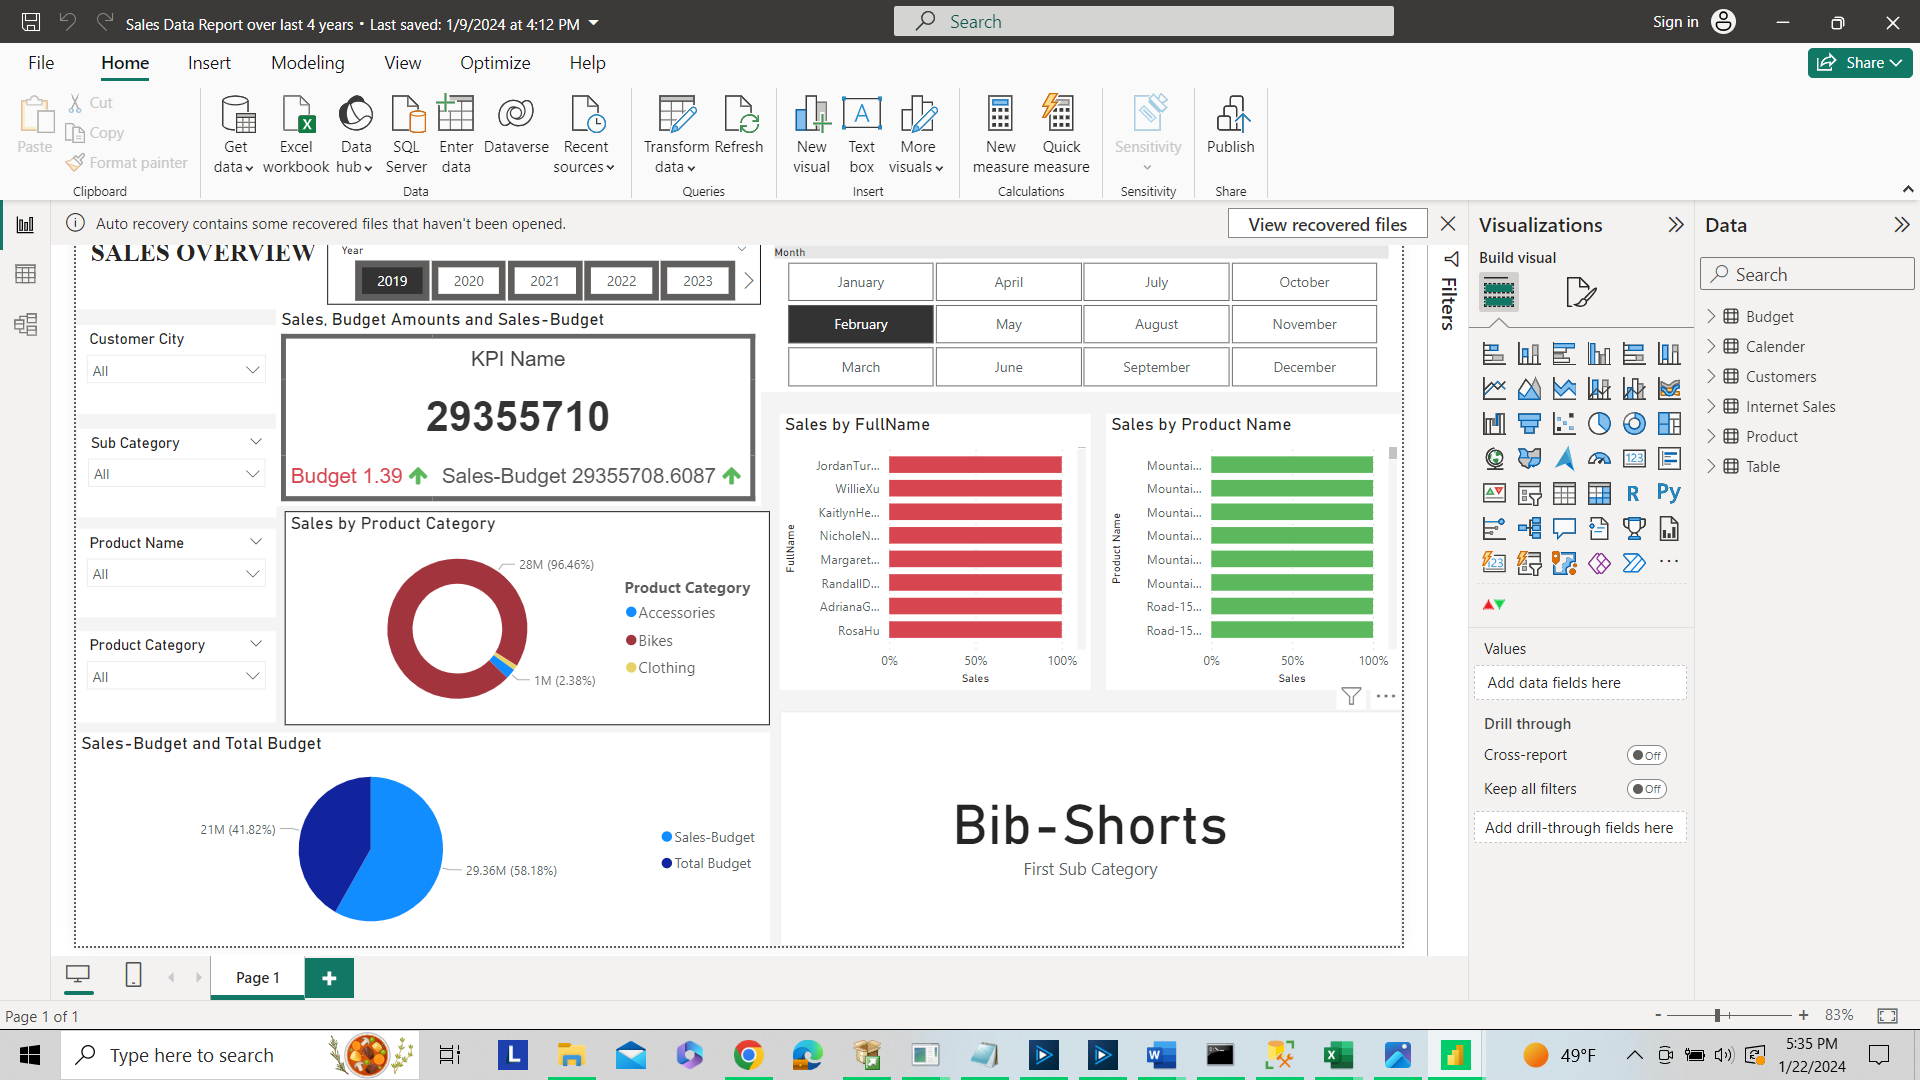 Sales Data Report over last 4 years • Last saved: 1/9/2024 at 4:12 PM
Search
Sign in
File
Home
Insert
Modeling
View
Optimize
Help
Share
Paste
Cut
Copy
Format painter
Clipboard
Get data
Excel workbook
Data hub
SQL Server
Enter data
Dataverse
Recent sources
Data
Transform data
Refresh
Queries
New visual
Text box
More visuals
Insert
New measure
Quick measure
Calculations
Sensitivity
Sensitivity
Publish
Share
Auto recovery contains some recovered files that haven't been opened.
View recovered files
SALES OVERVIEW
Year
2019
2020
2021
2022
2023
Month
January
April
July
October
February
May
August
November
March
June
September
December
Customer City
All
Sub Category
All
Product Name
All
Product Category
All
Sales, Budget Amounts and Sales-Budget
KPI Name
29355710
Budget 1.39
Sales-Budget 29355708.6087
Sales by Product Category
28M (96.46%)
1M (2.38%)
Product Category
Accessories
Bikes
Clothing
Sales by FullName
FullName
JordanTur...
WillieXu
KaitlynHe...
NicholeN...
Margaret...
RandallD...
AdrianaG...
RosaHu
0%
50%
100%
Sales
Sales by Product Name
Product Name
Mountai...
Mountai...
Mountai...
Mountai...
Mountai...
Mountai...
Road-15...
Road-15...
0%
50%
100%
Sales
Sales-Budget and Total Budget
21M (41.82%)
29.36M (58.18%)
Sales-Budget
Total Budget
Bib-Shorts
First Sub Category
Filters
Visualizations
Build visual
123
R
Py
123
Values
Add data fields here
Drill through
Cross-report
Off
Keep all filters
Off
Add drill-through fields here
Data
Search
Budget
Calender
Customers
Internet Sales
Product
Table
Page 1
Page 1 of 1
83%
Type here to search
L
49°F
5:35 PM
1/22/2024